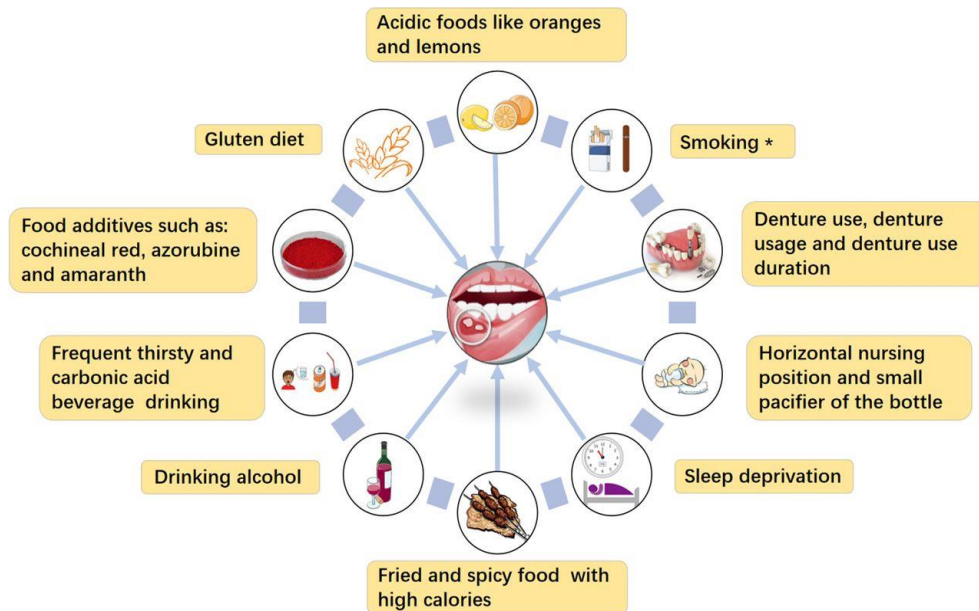 Acidic foods like oranges
and lemons
Gluten diet
Smoking *
Food additives such as:
cochineal red, azorubine
and amaranth
Denture use, denture
usage and denture use
duration
Frequent thirsty and
carbonic acid
beverage drinking
Horizontal nursing
position and small
pacifier of the bottle
Drinking alcohol
Sleep deprivation
Fried and spicy food with
high calories